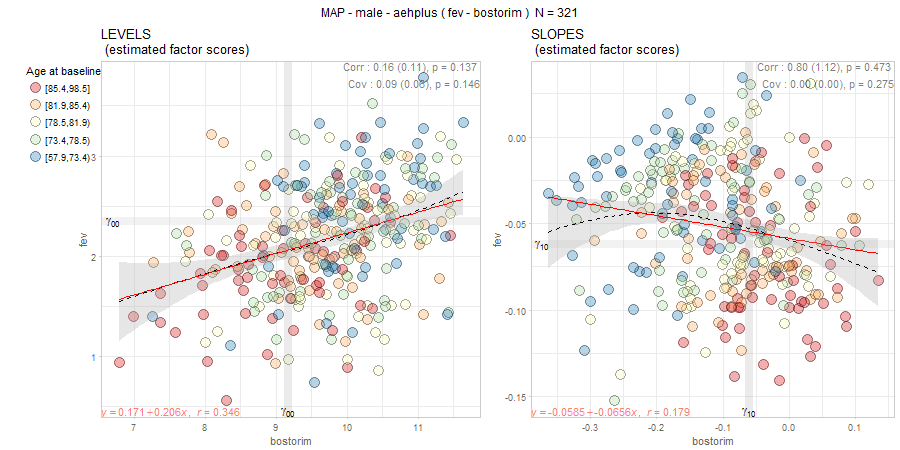 MAP - male - aehplus ( fev - bostorim ) N = 321
LEVELS
(estimated factor scores)
SLOPES
(estimated factor scores)
Age at baseline
[85.4,98.5]
[81.9,85.4)
[78.5,81.9)
[73.4,78.5)
[57.9,73.4)
Corr : 0.16 (0.11), p = 0.137
Cov : 0.09 (0.06), p = 0.146
3
2
1
fev
γ00
y = 0.171 + 0.206x, r = 0.346
γ00
7 8 9 10 11
bostorim
Corr : 0.80 (1.12), p = 0.473
Cov : 0.00 (0.00), p = 0.275
0.00
-0.05
-0.10
-0.15
fev
γ10
y = -0.0585 + -0.0656x, r = 0.179
γ10
-0.3 -0.2 -0.1 0.0 0.1
bostorim